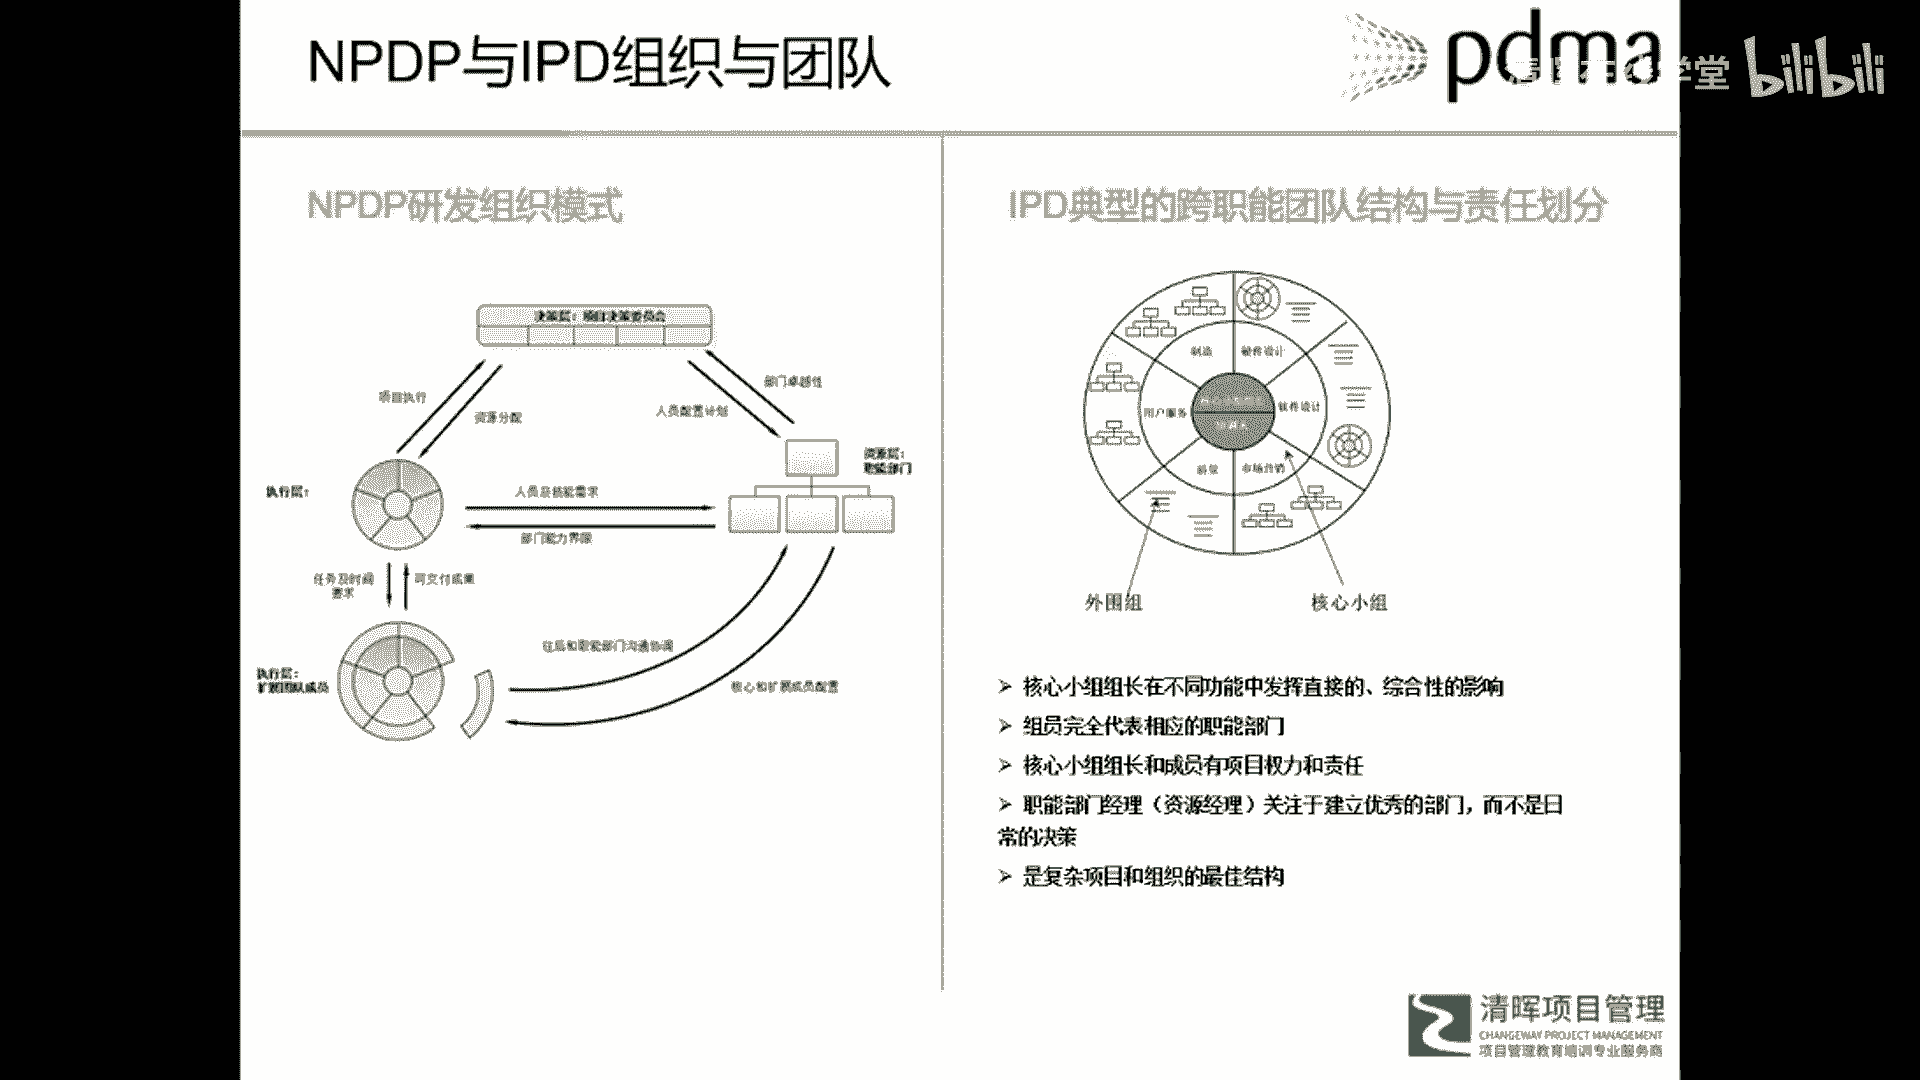 NPDP与IPD组织与团队
pdma
bilibili
NPDP研发组织模式
决策层：项目决策委员会
项目执行
资源分配
部门卓越性
人员配置计划
资源层：
职能部门
执行层：
人员及技能需求
部门能力界限
任务及时间
要求
可交付成果
执行层：
扩展团队成员
往后和职能部门沟通协调
核心和扩展成员配置
IPD典型的跨职能团队结构与责任划分
制造
硬件设计
用户服务
软件设计
市场营销
外围组
核心小组
➢ 核心小组组长在不同功能中发挥直接的、综合性的影响
➢ 组员完全代表相应的职能部门
➢ 核心小组组长和成员有项目权力和责任
➢ 职能部门经理（资源经理）关注于建立优秀的部门，而不是日
常的决策
➢ 是复杂项目和组织的最佳结构
清晖项目管理
CHANGEWAY PROJECT MANAGEMENT
项目管理教育培训专业服务商